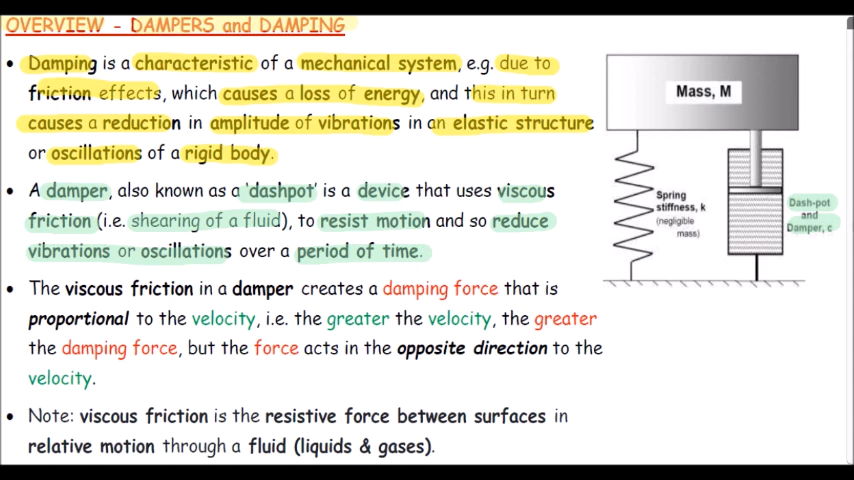 OVERVIEW - DAMPERS and DAMPING
• Damping is a characteristic of a mechanical system, e.g. due to
friction effects, which causes a loss of energy, and this in turn
causes a reduction in amplitude of vibrations in an elastic structure
or oscillations of a rigid body.
• A damper, also known as a 'dashpot' is a device that uses viscous
friction (i.e. shearing of a fluid), to resist motion and so reduce
vibrations or oscillations over a period of time.
• The viscous friction in a damper creates a damping force that is
proportional to the velocity, i.e. the greater the velocity, the greater
the damping force, but the force acts in the opposite direction to the
velocity.
• Note: viscous friction is the resistive force between surfaces in
relative motion through a fluid (liquids & gases).
Mass, M
Spring
stiffness, k
(negligible
mass)
Dash-pot
and
Damper, c